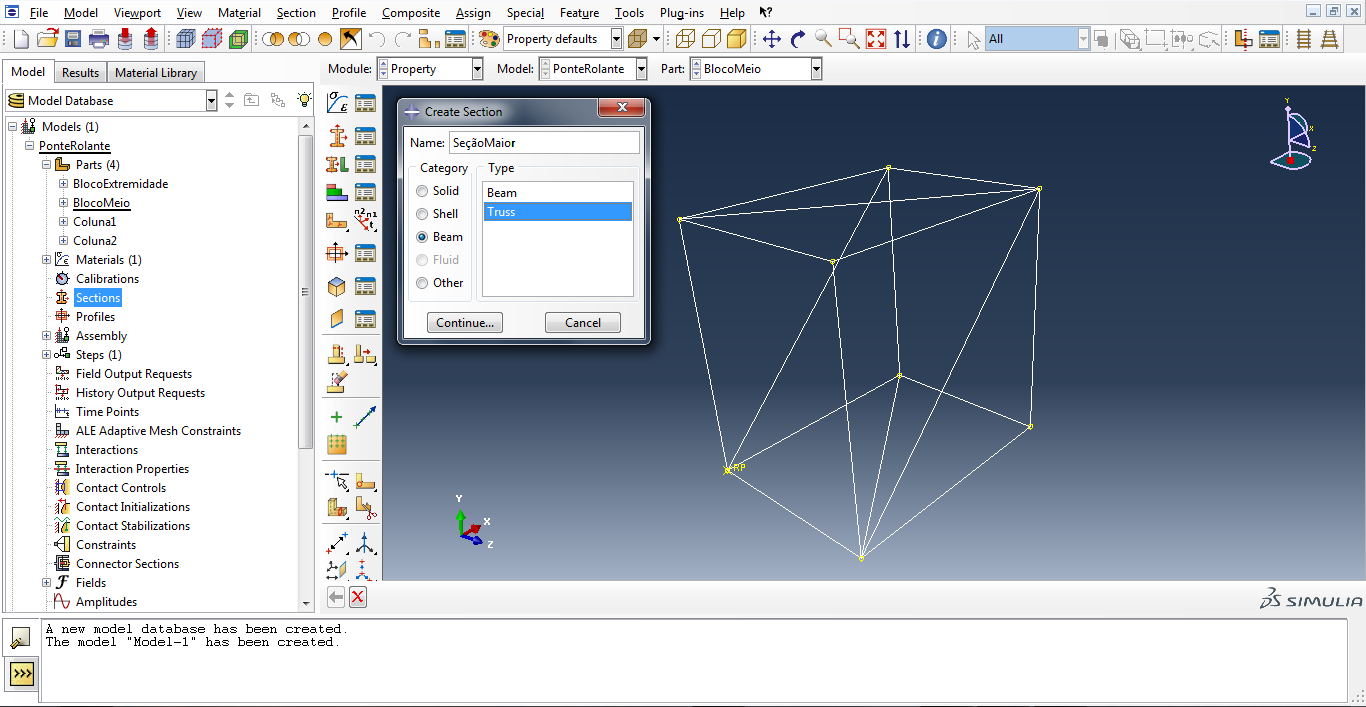 File Model Viewport View Material Section Profile Composite Assign Special Feature Tools Plug-ins Help
Property defaults All
Model Results Material Library
Module: Property Model: PonteRolante Part: BlocoMeio
Model Database
Models (1)
PonteRolante
Parts (4)
BlocoExtremidade
BlocoMeio
Coluna1
Coluna2
Materials (1)
Calibrations
Sections
Profiles
Assembly
Steps (1)
Field Output Requests
History Output Requests
Time Points
ALE Adaptive Mesh Constraints
Interactions
Interaction Properties
Contact Controls
Contact Initializations
Contact Stabilizations
Constraints
Connector Sections
Fields
Amplitudes
Create Section
Name: SeçãoMaior
Category Type
Solid
Shell
Beam
Fluid
Other
Beam
Truss
Continue... Cancel
n2 n1
t
Y
X
Z
RP
Y
X
Z
SIMULIA
A new model database has been created.
The model "Model-1" has been created.
>>>